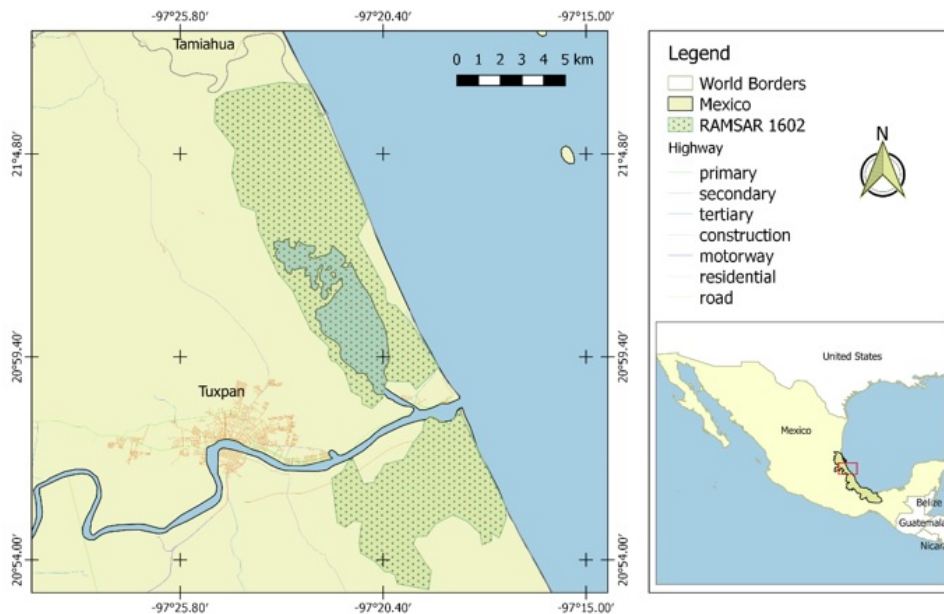 -97°25.80' -97°20.40' -97°15.00'
Tamiahua
0 1 2 3 4 5 km
21°4.80' 21°4.80'
20°59.40' 20°59.40'
Tuxpan
20°54.00' 20°54.00'
-97°25.80' -97°20.40' -97°15.00'
Legend
World Borders
Mexico
RAMSAR 1602
Highway
primary
secondary
tertiary
construction
motorway
residential
road
N
United States
Mexico
Belize
Guatemala
Nicar